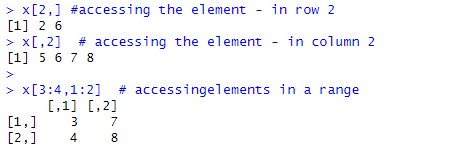 > x[2,] #accessing the element - in row 2
[1] 2 6
> x[,2]  # accessing the element - in column 2
[1] 5 6 7 8
>
> x[3:4,1:2]  # accessingelements in a range
     [,1] [,2]
[1,]    3    7
[2,]    4    8